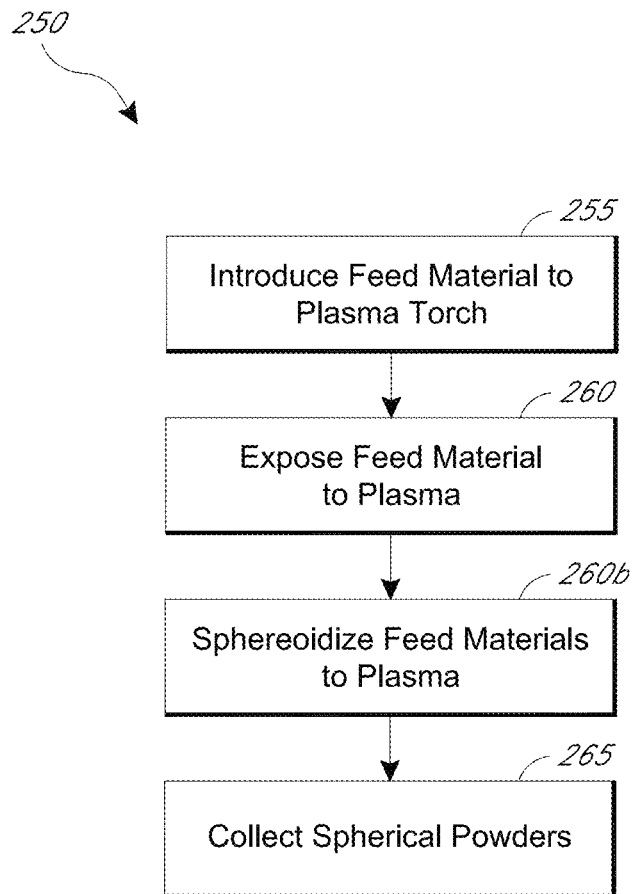 250
255
Introduce Feed Material to
Plasma Torch
260
Expose Feed Material
to Plasma
260b
Sphereoidize Feed Materials
to Plasma
265
Collect Spherical Powders